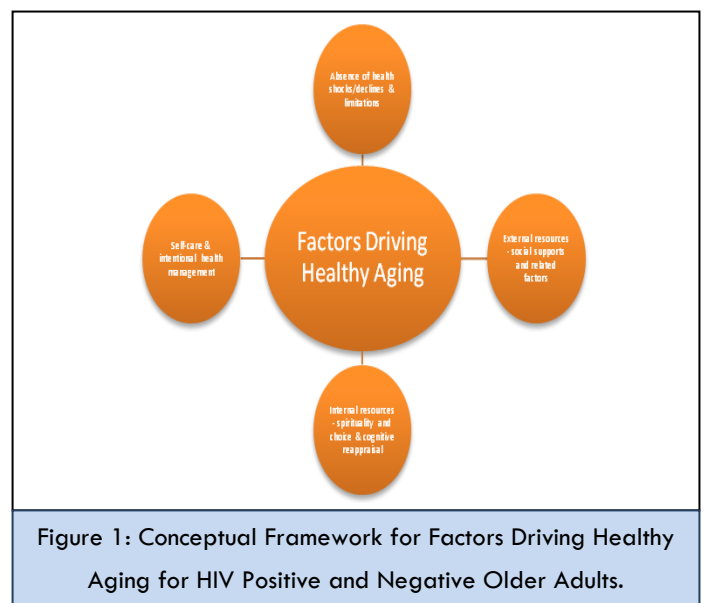 Absence of health
shocks/declines &
limitations
Self-care &
intentional health
management
Factors Driving
Healthy Aging
External resources
- social supports
and related
factors
Internal resources
- spirituality and
choice & cognitive
reappraisal
Figure 1: Conceptual Framework for Factors Driving Healthy
Aging for HIV Positive and Negative Older Adults.